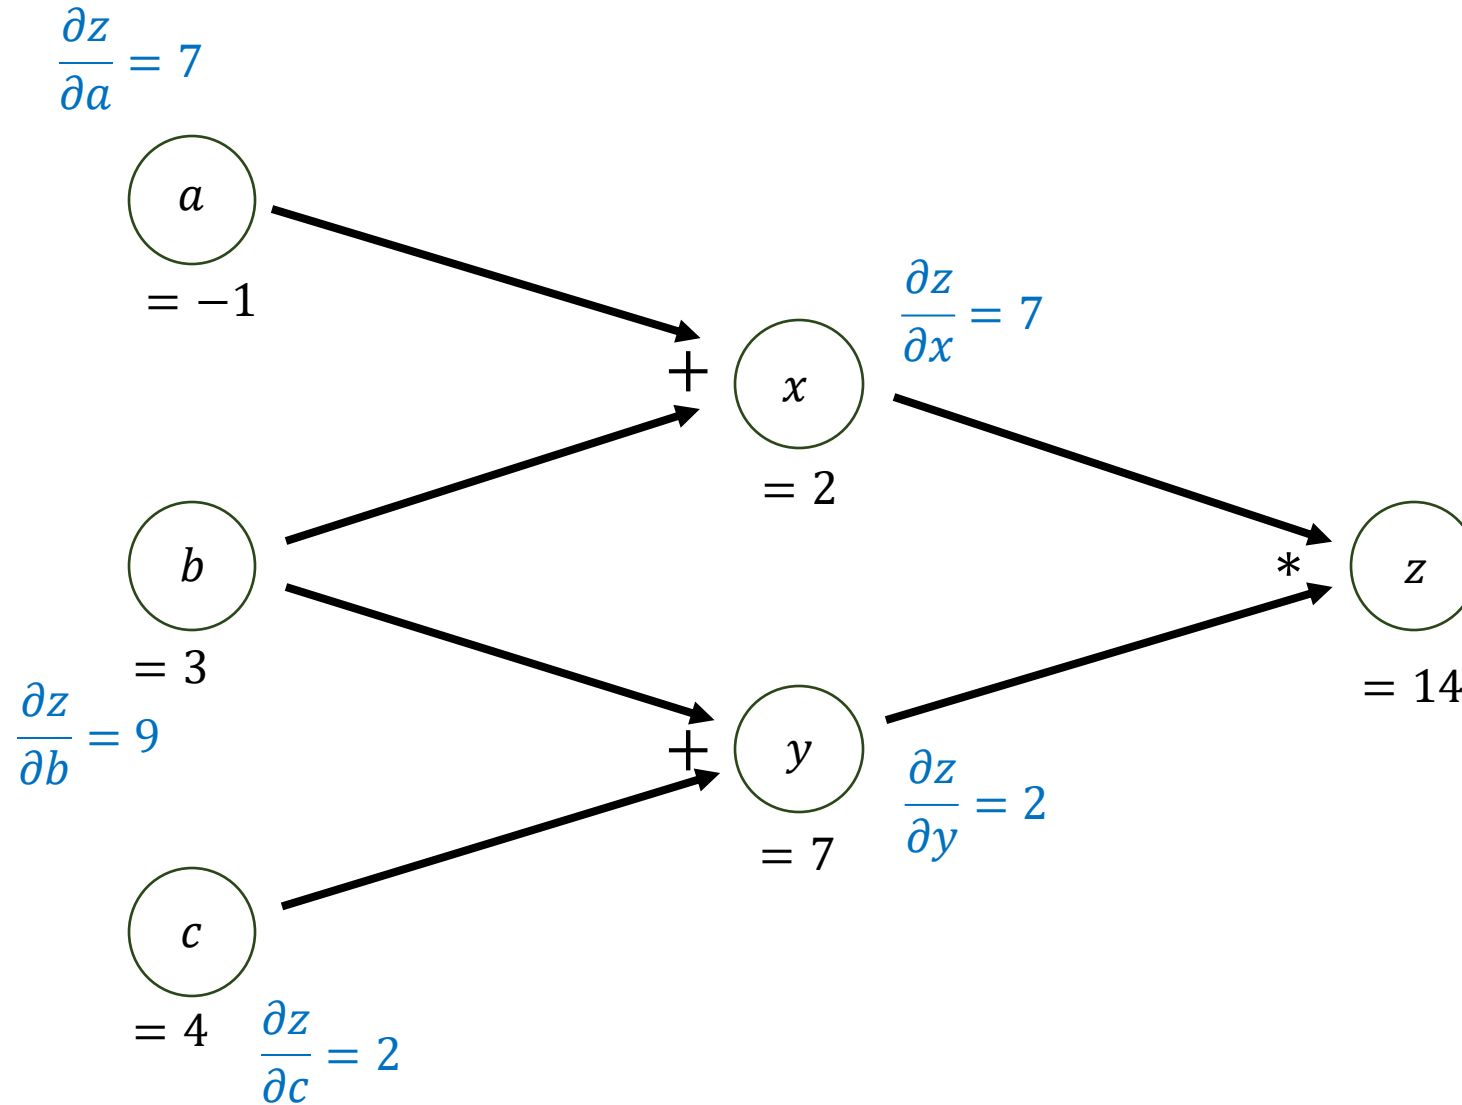 ∂z/∂a = 7
a
= −1
∂z/∂x = 7
+
x
= 2
b
= 3
*
z
= 14
∂z/∂b = 9
+
y
= 7
∂z/∂y = 2
c
= 4
∂z/∂c = 2